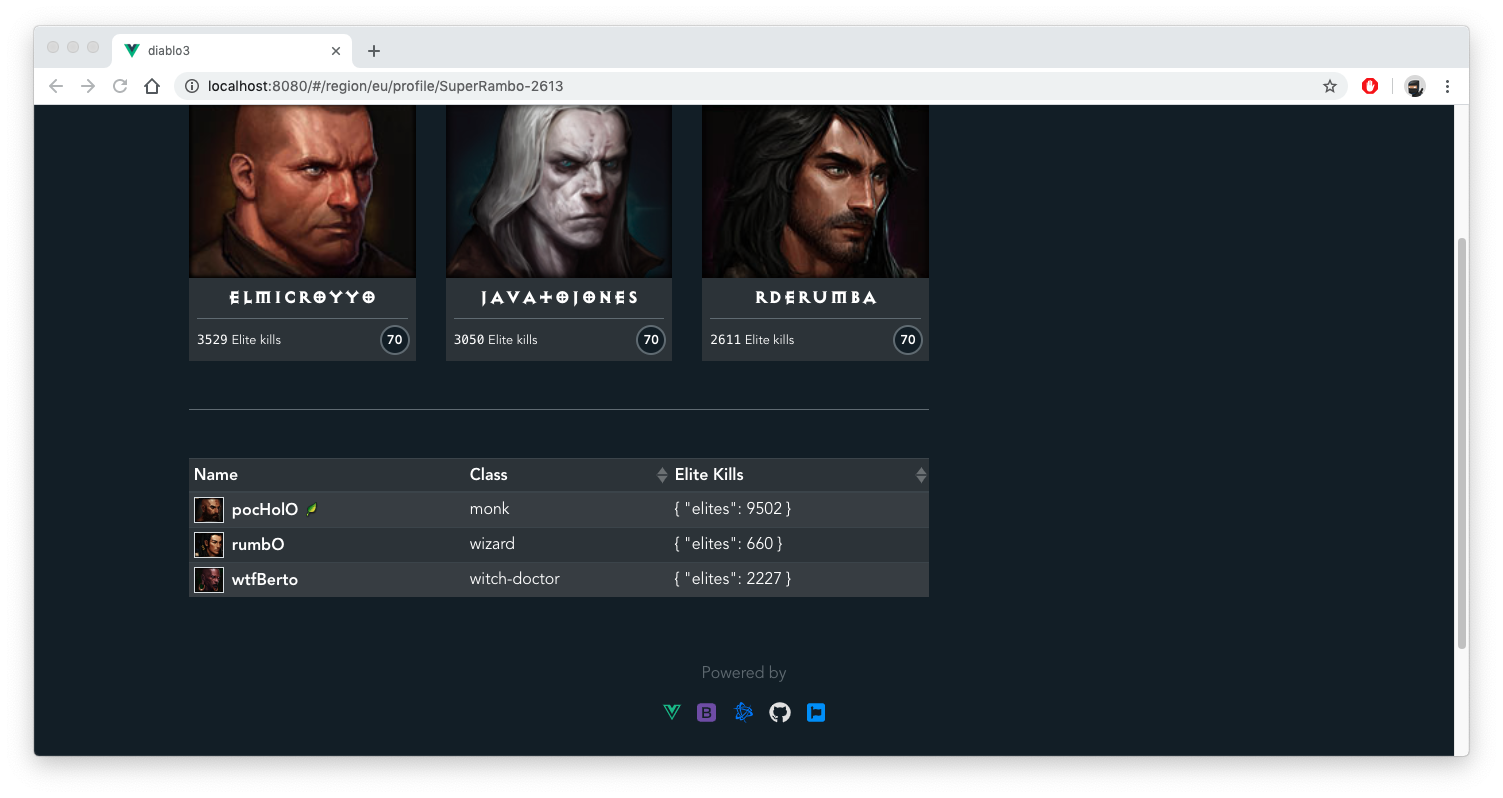 diablo3
localhost:8080/#/region/eu/profile/SuperRambo-2613
ELMICROYYO JAVATOJONES RDERUMBA
3529 Elite kills 70 3050 Elite kills 70 2611 Elite kills 70
Name Class Elite Kills
pocHolO monk { "elites": 9502 }
rumbO wizard { "elites": 660 }
wtfBerto witch-doctor { "elites": 2227 }
Powered by
B